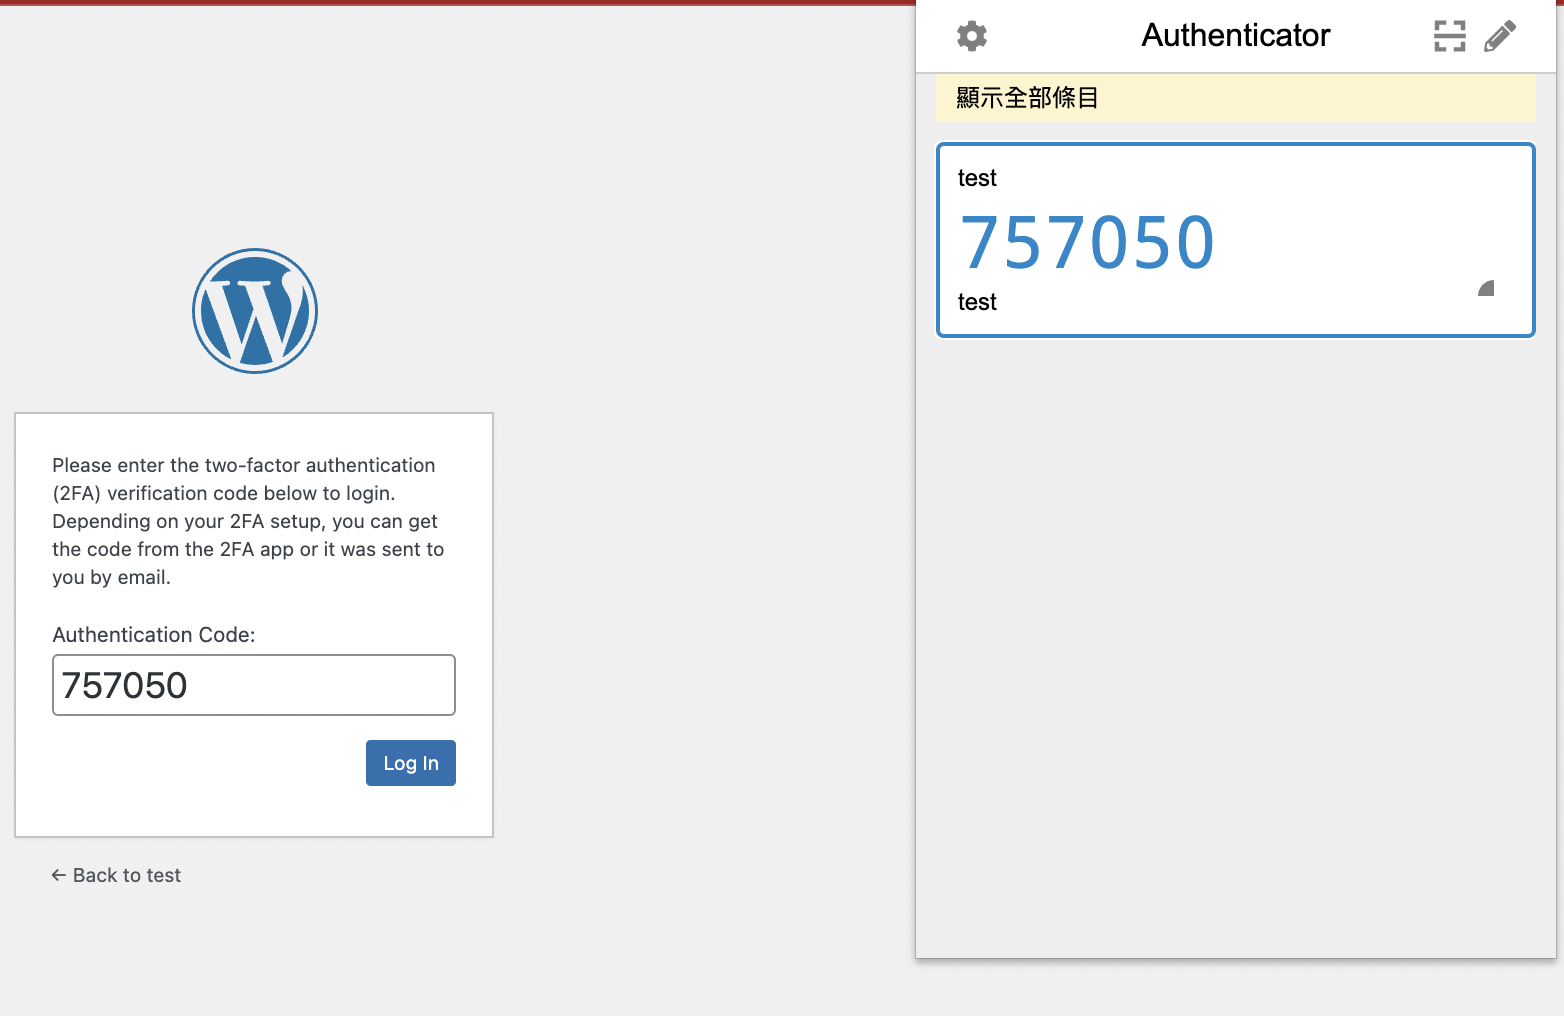 Authenticator
顯示全部條目
test
757050
test
Please enter the two-factor authentication
(2FA) verification code below to login.
Depending on your 2FA setup, you can get
the code from the 2FA app or it was sent to
you by email.
Authentication Code:
757050
Log In
← Back to test